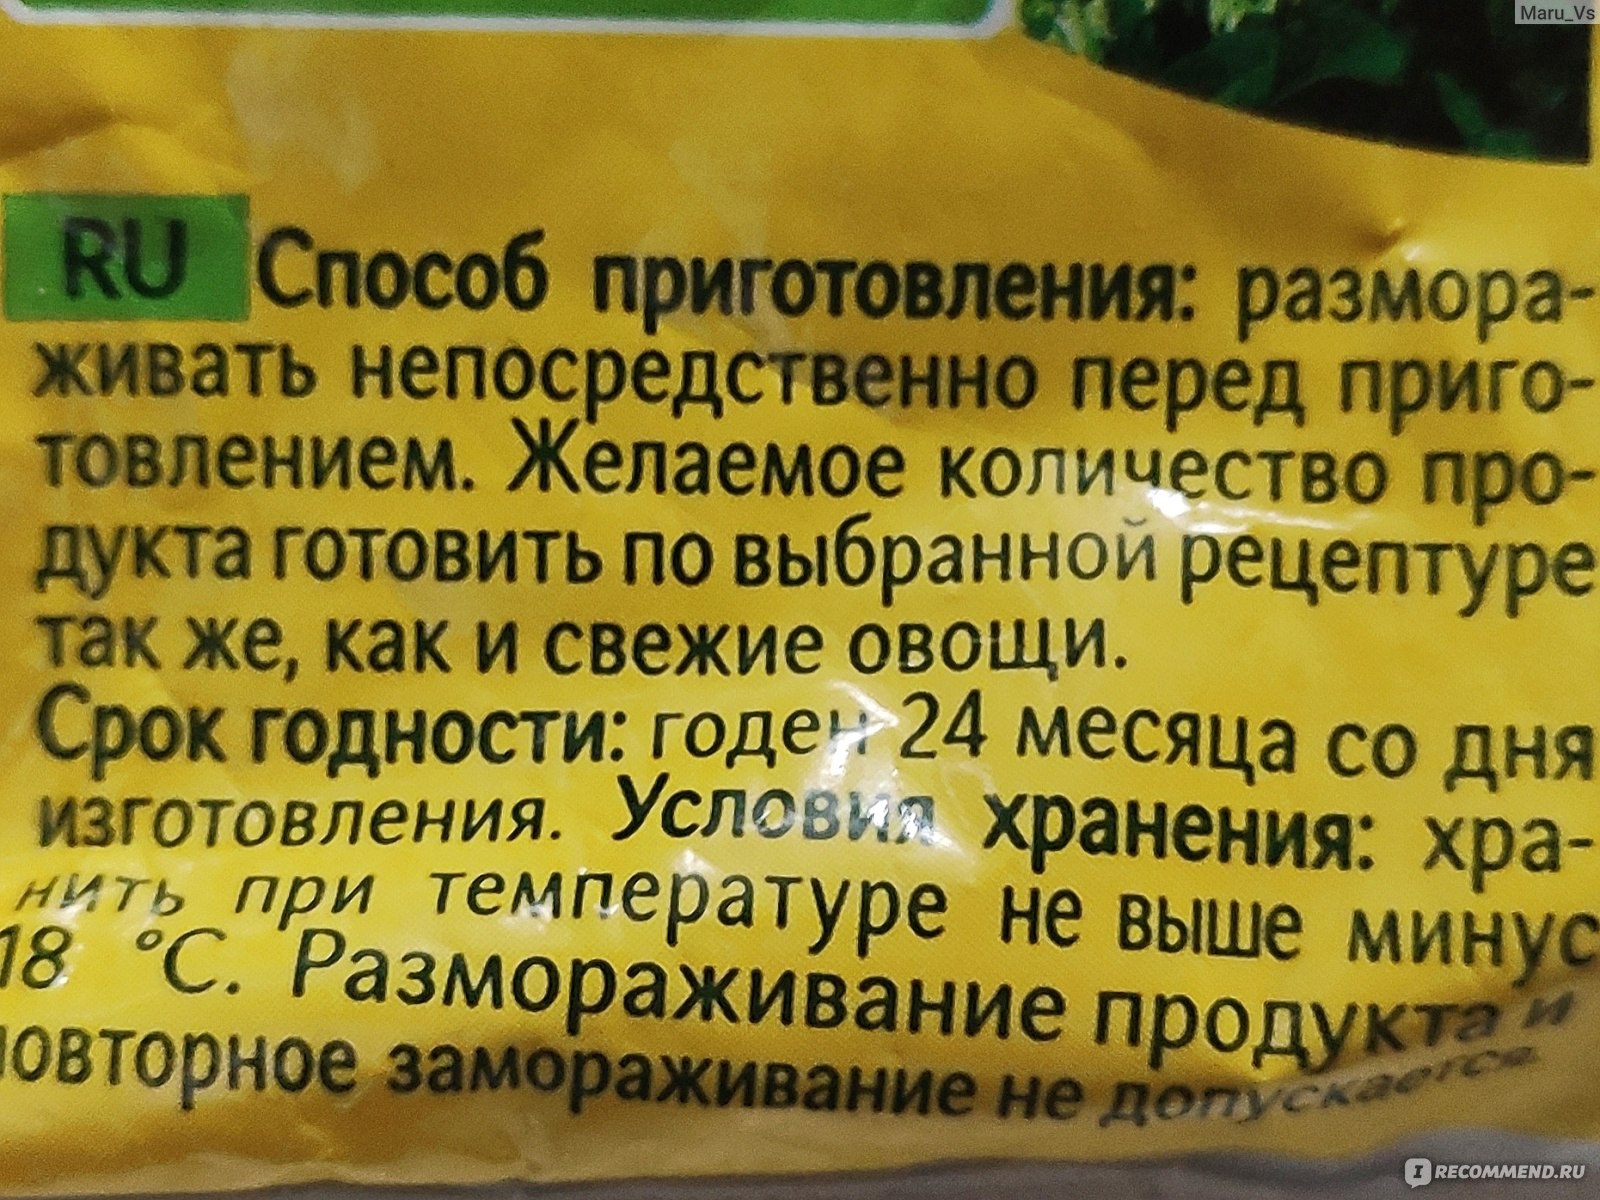 Maru_Vs
RU Способ приготовления: размора-
живать непосредственно перед приго-
товлением. Желаемое количество про-
дукта готовить по выбранной рецептуре
так же, как и свежие овощи.
Срок годности: годен 24 месяца со дня
изготовления. Условия хранения: хра-
нить при температуре не выше минус
18 °С. Размораживание продукта и
повторное замораживание не допускается.
IRECOMMEND.RU